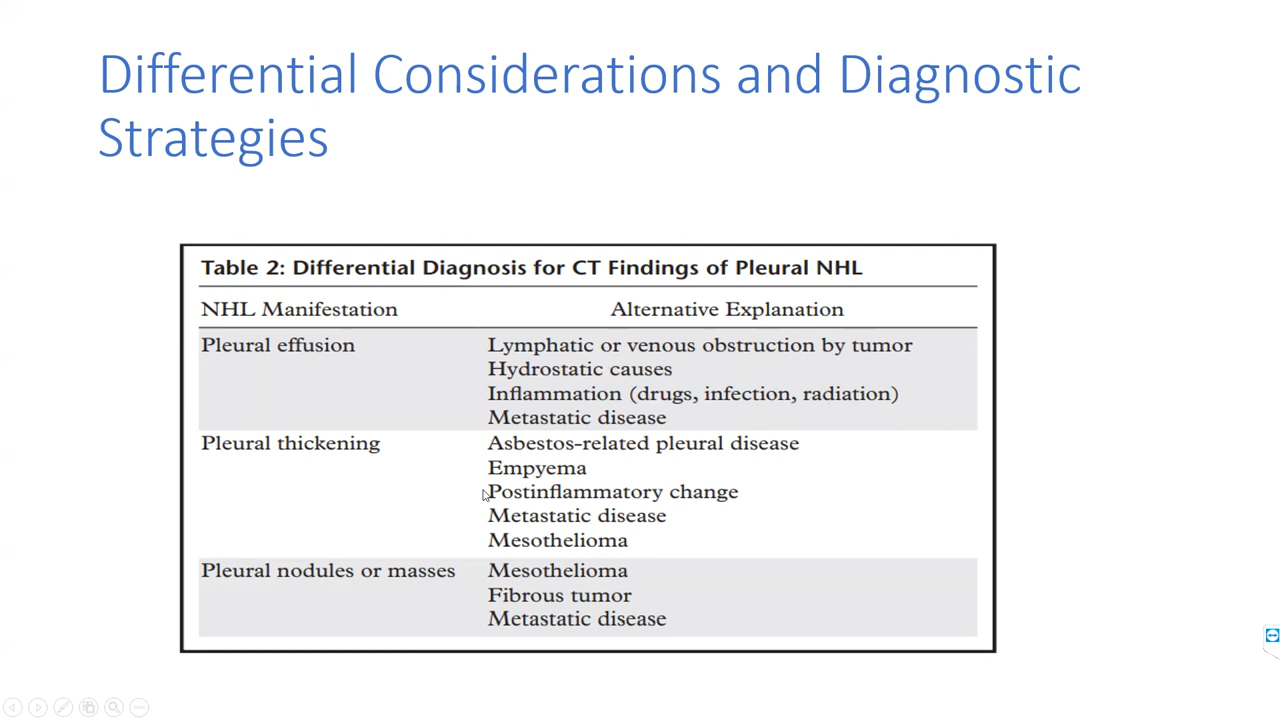 Differential Considerations and Diagnostic
Strategies
Table 2: Differential Diagnosis for CT Findings of Pleural NHL
NHL Manifestation Alternative Explanation
Pleural effusion Lymphatic or venous obstruction by tumor
Hydrostatic causes
Inflammation (drugs, infection, radiation)
Metastatic disease
Pleural thickening Asbestos-related pleural disease
Empyema
Postinflammatory change
Metastatic disease
Mesothelioma
Pleural nodules or masses Mesothelioma
Fibrous tumor
Metastatic disease